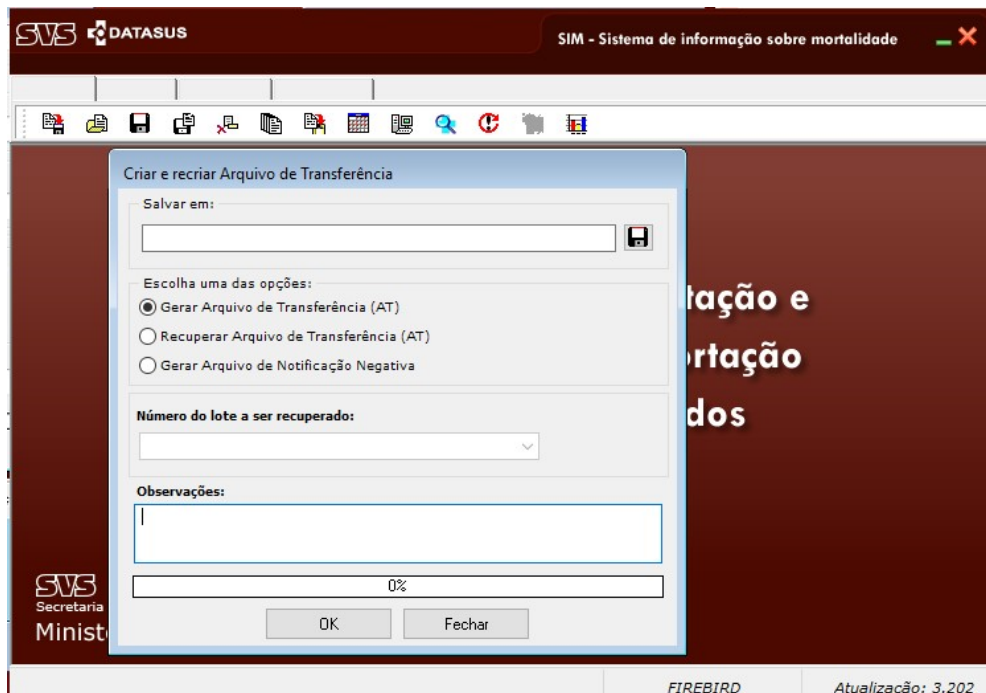 SVS DATASUS
SIM - Sistema de informação sobre mortalidade
Criar e recriar Arquivo de Transferência
Salvar em:
Escolha uma das opções:
Gerar Arquivo de Transferência (AT)
Recuperar Arquivo de Transferência (AT)
Gerar Arquivo de Notificação Negativa
tação e
ortação
dos
Número do lote a ser recuperado:
Observações:
0%
OK Fechar
SVS
Secretaria
Minist
FIREBIRD Atualização: 3.202